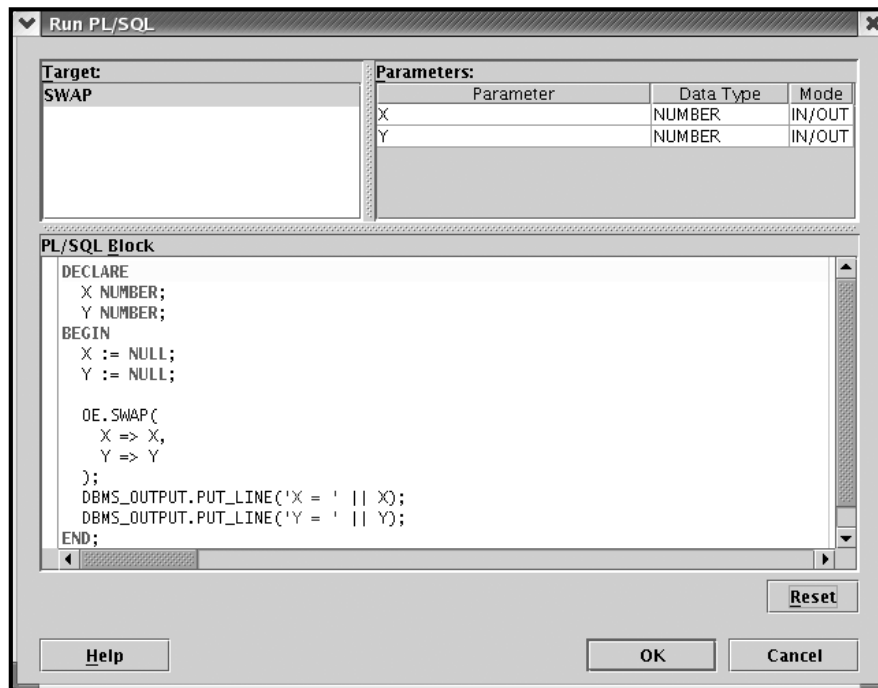 Run PL/SQL
Target:
SWAP
Parameters:
Parameter Data Type Mode
X NUMBER IN/OUT
Y NUMBER IN/OUT
PL/SQL Block
DECLARE
X NUMBER;
Y NUMBER;
BEGIN
X := NULL;
Y := NULL;
OE.SWAP(
X => X,
Y => Y
);
DBMS_OUTPUT.PUT_LINE('X = ' || X);
DBMS_OUTPUT.PUT_LINE('Y = ' || Y);
END;
Reset
Help OK Cancel